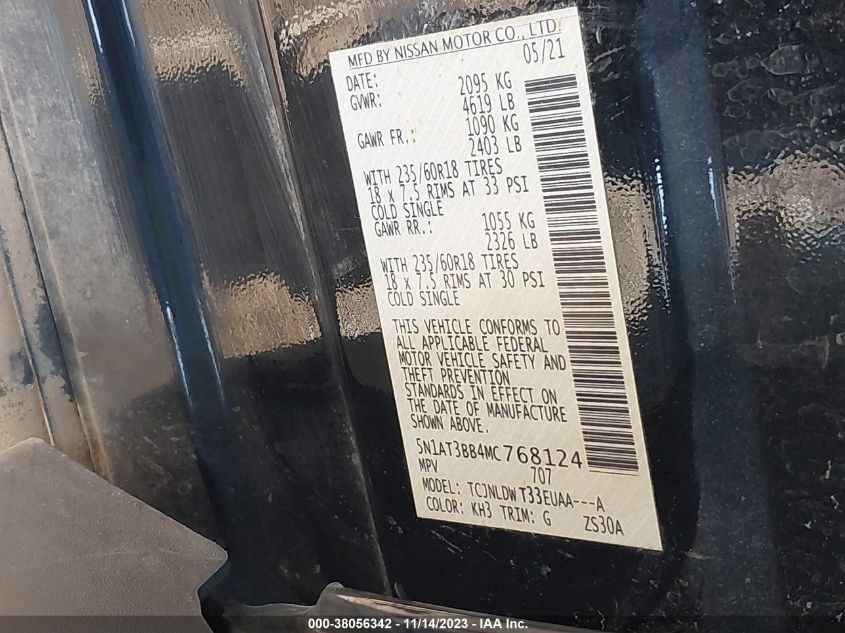 MFD BY NISSAN MOTOR CO., LTD.
DATE: 05/21
GVWR: 2095 KG
4619 LB
GAWR FR.: 1090 KG
2403 LB
WITH 235/60R18 TIRES
18 x 7.5 RIMS AT 33 PSI
COLD SINGLE
GAWR RR.: 1055 KG
2326 LB
WITH 235/60R18 TIRES
18 x 7.5 RIMS AT 30 PSI
COLD SINGLE
THIS VEHICLE CONFORMS TO
ALL APPLICABLE FEDERAL
MOTOR VEHICLE SAFETY AND
THEFT PREVENTION
STANDARDS IN EFFECT ON
THE DATE OF MANUFACTURE
SHOWN ABOVE.
5N1AT3BB4MC768124
MPV 707
MODEL: TCJNLDWT33EUAA---A
COLOR: KH3 TRIM: G ZS30A
000-38056342 - 11/14/2023 - IAA Inc.